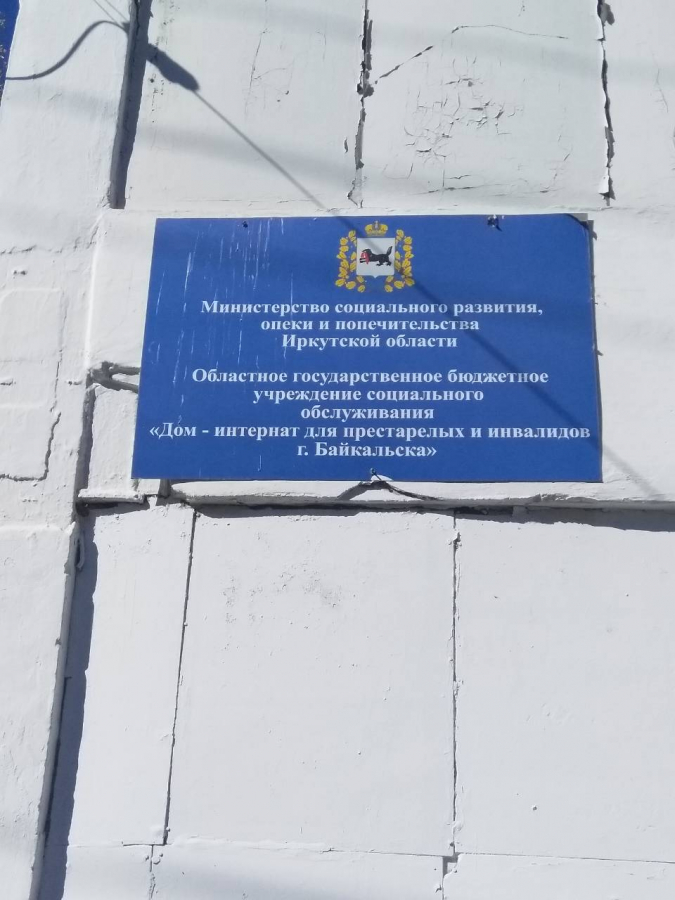 Министерство социального развития,
опеки и попечительства
Иркутской области
Областное государственное бюджетное
учреждение социального
обслуживания
«Дом - интернат для престарелых и инвалидов
г. Байкальска»